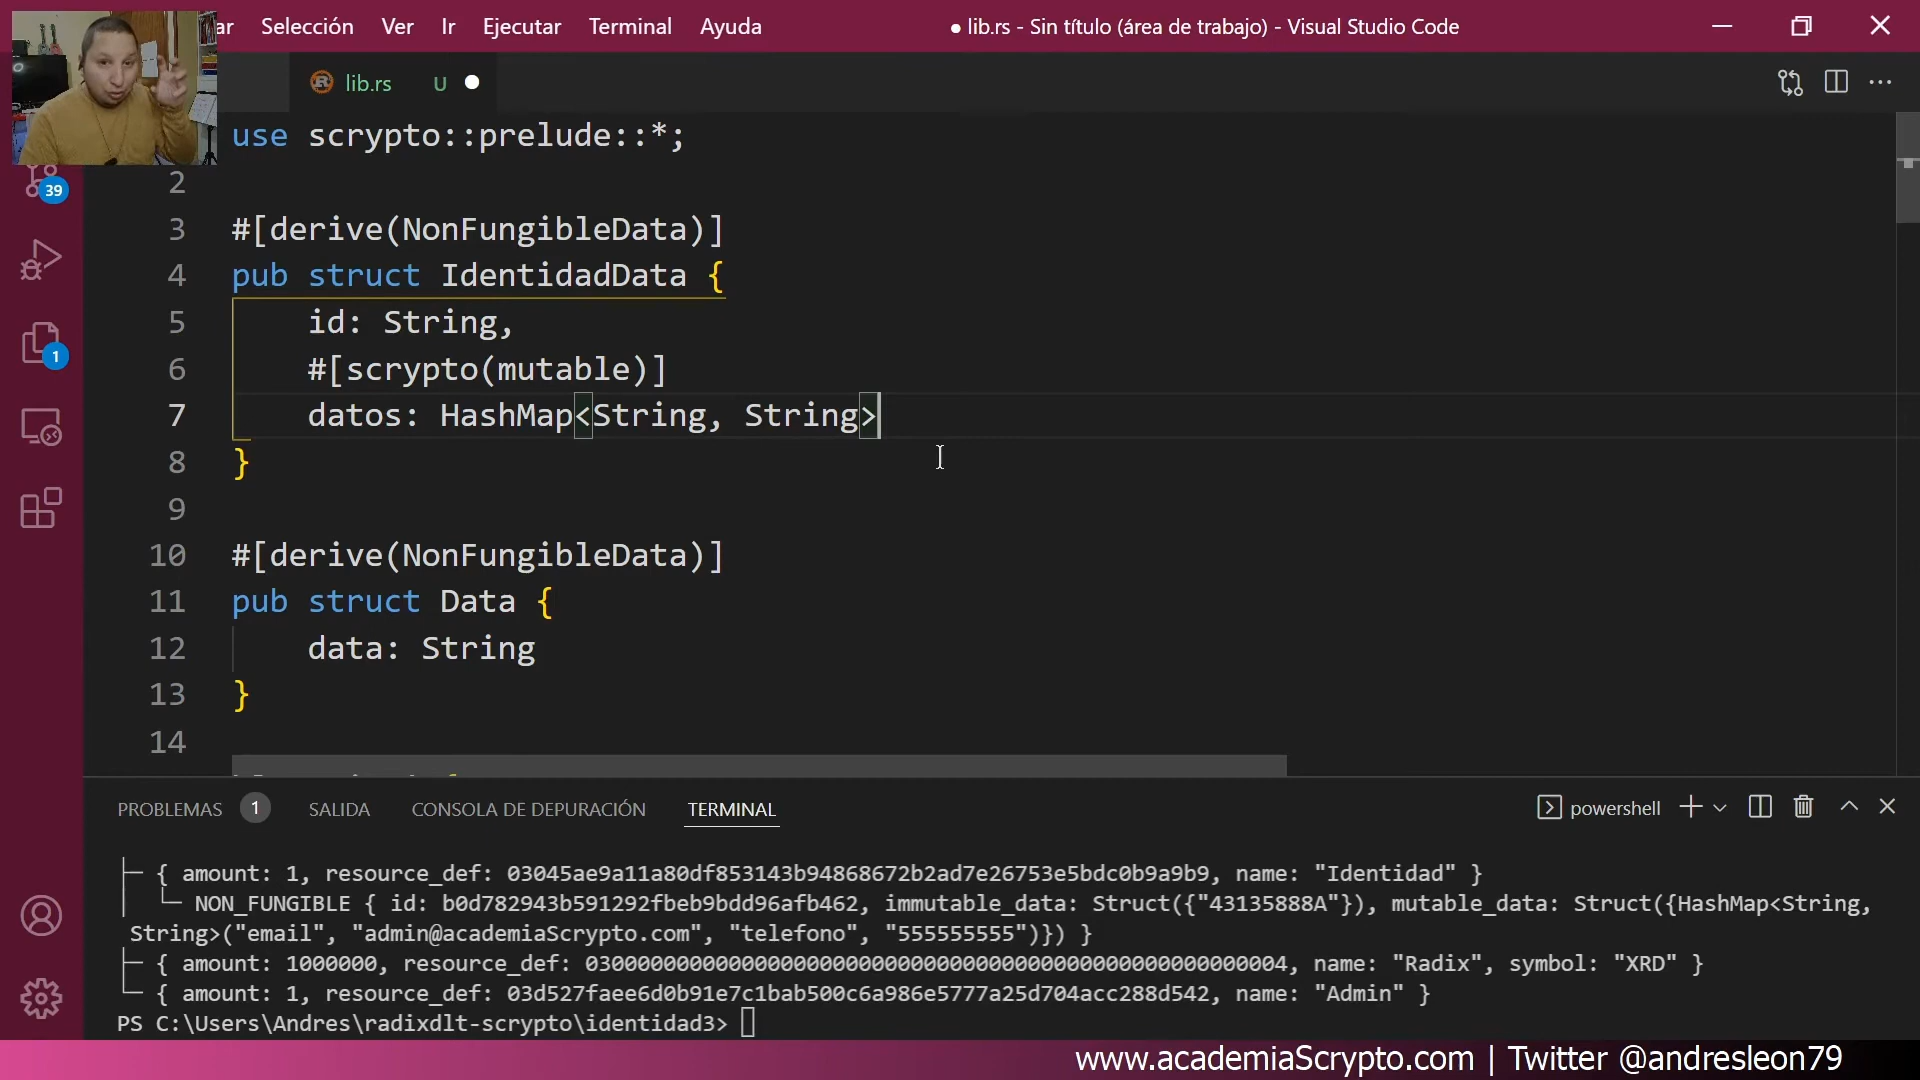 ar Selección Ver Ir Ejecutar Terminal Ayuda ● lib.rs - Sin título (área de trabajo) - Visual Studio Code
lib.rs U
use scrypto::prelude::*;
39
2
3 #[derive(NonFungibleData)]
4 pub struct IdentidadData {
5 id: String,
6 #[scrypto(mutable)]
1
7 datos: HashMap<String, String>
8 }
9
10 #[derive(NonFungibleData)]
11 pub struct Data {
12 data: String
13 }
14
PROBLEMAS 1 SALIDA CONSOLA DE DEPURACIÓN TERMINAL powershell
├─ { amount: 1, resource_def: 03045ae9a11a80df853143b94868672b2ad7e26753e5bdc0b9a9b9, name: "Identidad" }
│  └─ NON_FUNGIBLE { id: b0d782943b591292fbeb9bdd96afb462, immutable_data: Struct({"43135888A"}), mutable_data: Struct({HashMap<String,
String>("email", "admin@academiaScrypto.com", "telefono", "555555555")}) }
├─ { amount: 1000000, resource_def: 030000000000000000000000000000000000000000000000000004, name: "Radix", symbol: "XRD" }
└─ { amount: 1, resource_def: 03d527faee6d0b91e7c1bab500c6a986e5777a25d704acc288d542, name: "Admin" }
PS C:\Users\Andres\radixdlt-scrypto\identidad3>
www.academiaScrypto.com | Twitter @andresleon79